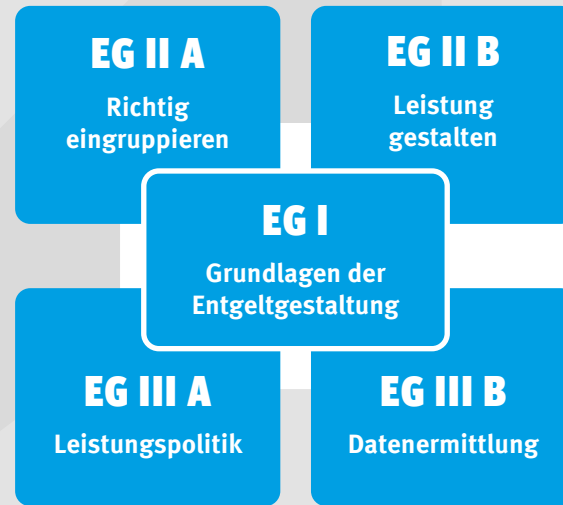 EG II A
Richtig
eingruppieren
EG II B
Leistung
gestalten
EG I
Grundlagen der
Entgeltgestaltung
EG III A
Leistungspolitik
EG III B
Datenermittlung